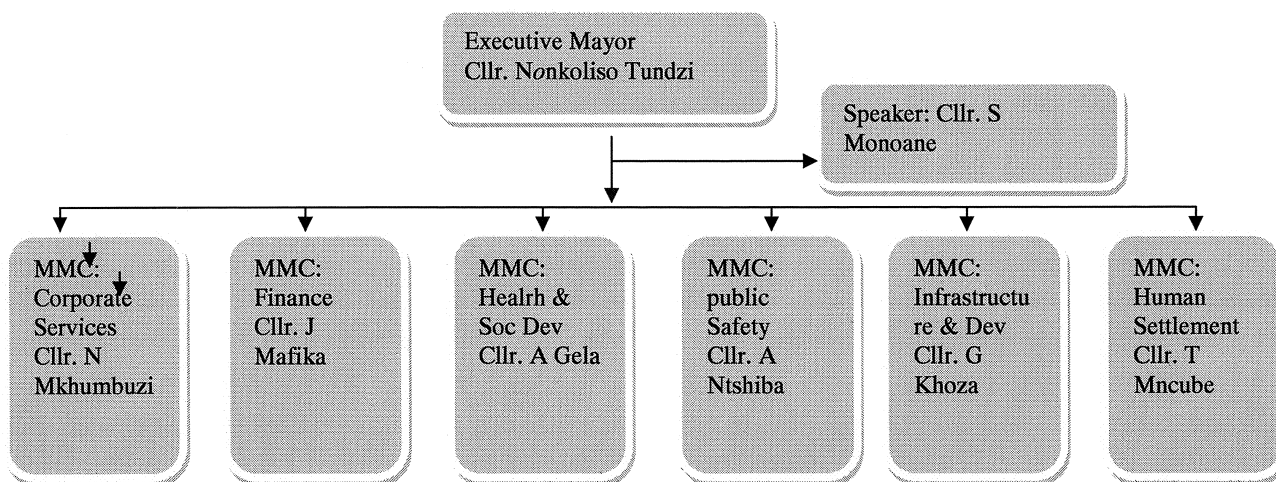 Executive Mayor
Cllr. Nonkoliso Tundzi
Speaker: Cllr. S
Monoane
MMC:
Corporate
Services
Cllr. N
Mkhumbuzi
MMC:
Finance
Cllr. J
Mafika
MMC:
Healrh &
Soc Dev
Cllr. A Gela
MMC:
public
Safety
Cllr. A
Ntshiba
MMC:
Infrastructu
re & Dev
Cllr. G
Khoza
MMC:
Human
Settlement
Cllr. T
Mncube